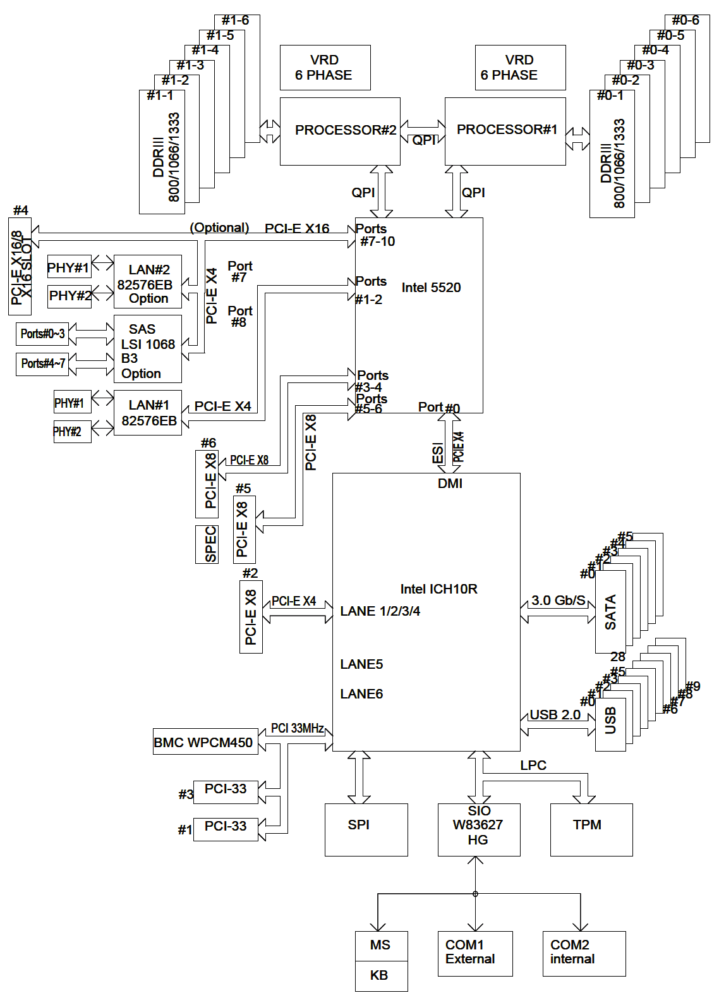 #1-6
#1-5
#1-4
#1-3
#1-2
#1-1
DDRIII
800/1066/1333
VRD
6 PHASE
VRD
6 PHASE
#0-6
#0-5
#0-4
#0-3
#0-2
#0-1
DDRIII
800/1066/1333
PROCESSOR#2
QPI
PROCESSOR#1
QPI
QPI
#4
PCI-E X16/8
X16 SLOT
(Optional)
PCI-E X16
Ports
#7-10
PHY#1
PHY#2
LAN#2
82576EB
Option
PCI-E X4
Port
#7
Port
#8
Ports
#1-2
Intel 5520
Ports#0~3
Ports#4~7
SAS
LSI 1068
B3
Option
PHY#1
PHY#2
LAN#1
82576EB
PCI-E X4
Ports
#3-4
Ports
#5-6
Port #0
ESI
PCIE X4
#6
PCI-E X8
PCI-E X8
PCI-E X8
#5
PCI-E X8
SPEC
DMI
#2
PCI-E X8
PCI-E X4
Intel ICH10R
LANE 1/2/3/4
LANE5
LANE6
3.0 Gb/S
#5
#4
#3
#2
#1
#0
SATA
28
#5
#3
#2
#1
#0
#9
#8
#7
#6
USB 2.0
USB
PCI 33MHz
BMC WPCM450
#3
PCI-33
#1
PCI-33
LPC
SPI
SIO
W83627
HG
TPM
MS
KB
COM1
External
COM2
internal